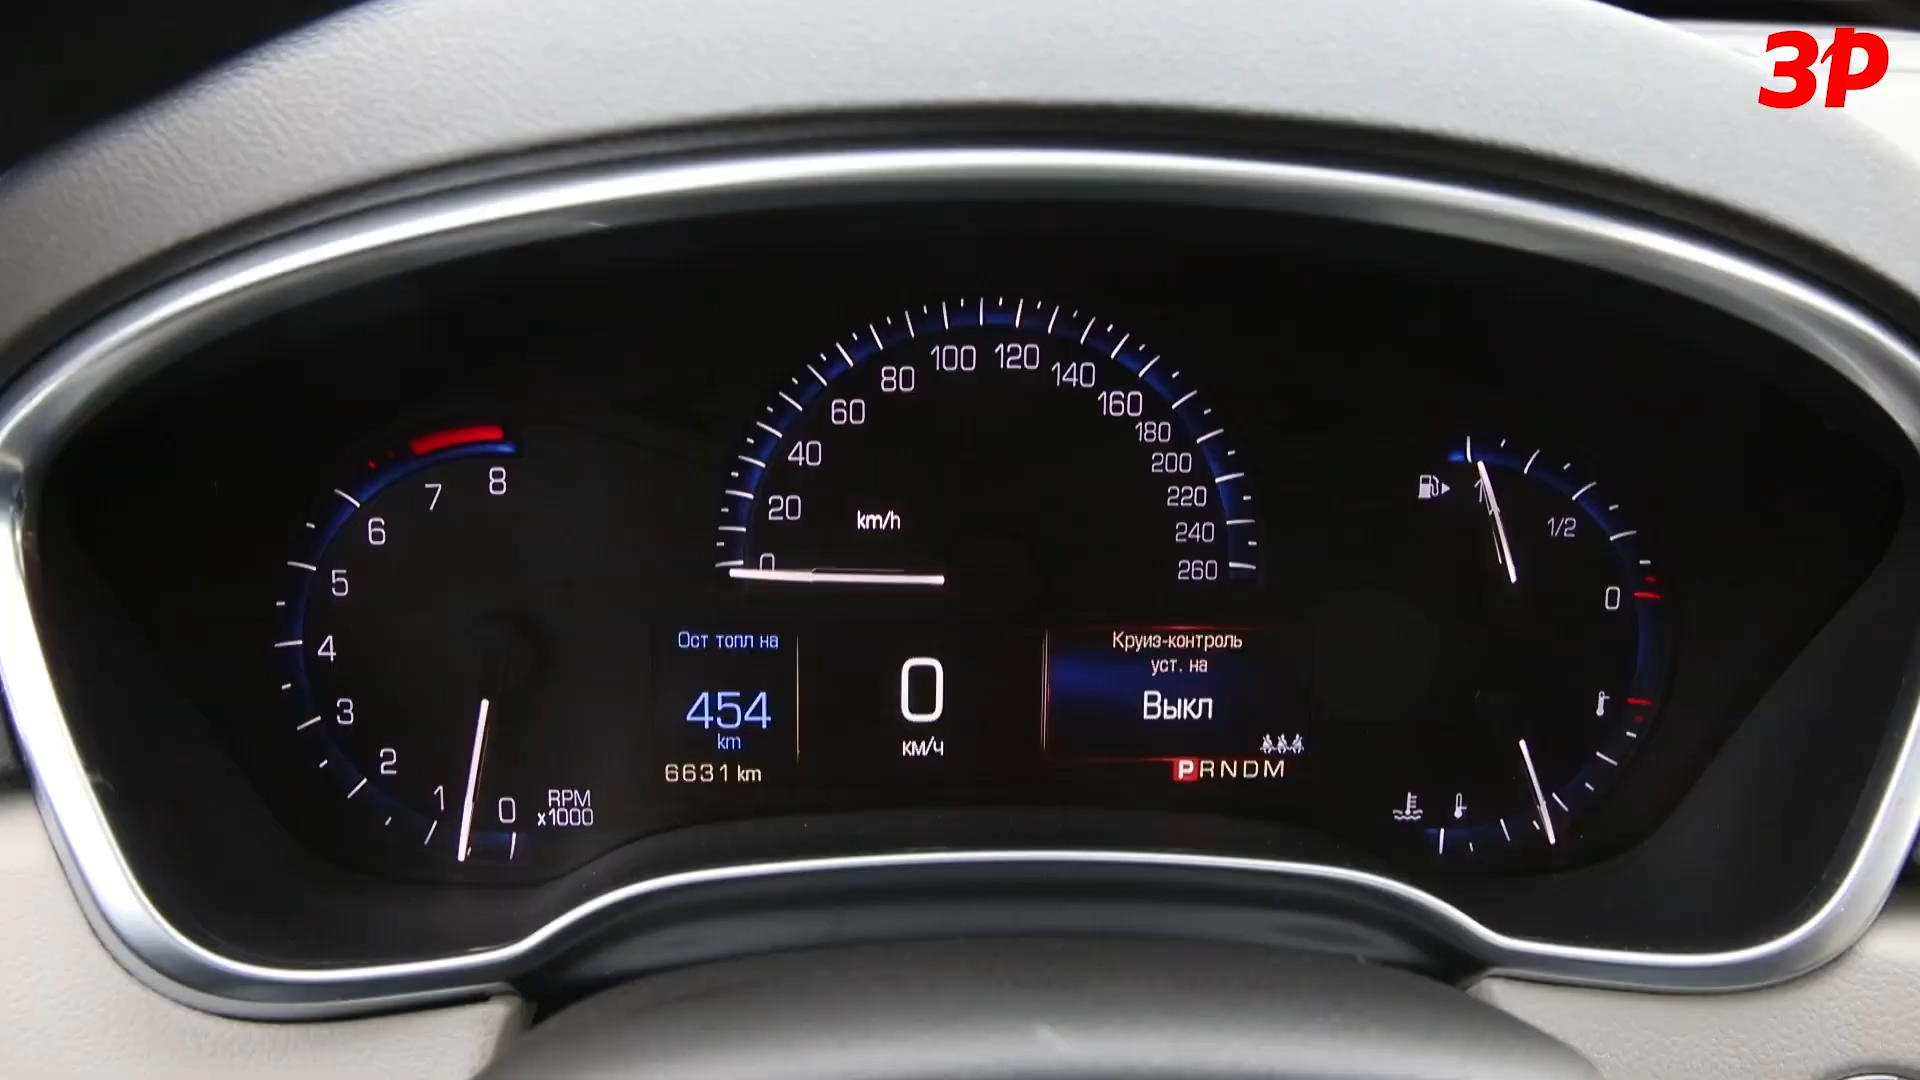 ЗР
100 120
80 140
60 160
180
40 200
20 km/h 220
240
0 260
8
7
6
5
4
3
2
1 0 RPM
x1000
1
1/2
0
Ост топл на
454
km
6631 km
0
км/ч
Круиз-контроль
уст. на
Выкл
PRNDM